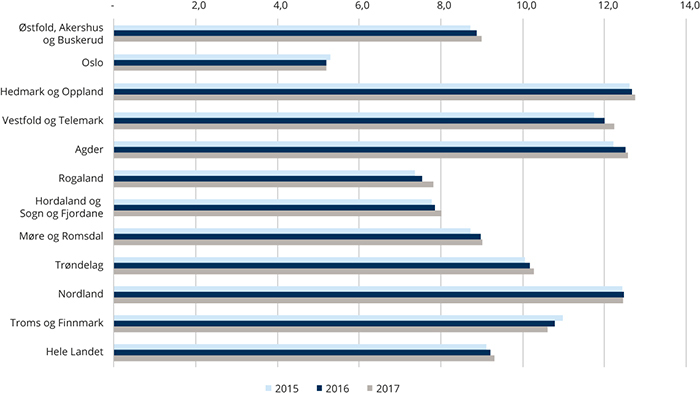 - 2,0 4,0 6,0 8,0 10,0 12,0 14,0
Østfold, Akershus
og Buskerud
Oslo
Hedmark og Oppland
Vestfold og Telemark
Agder
Rogaland
Hordaland og
Sogn og Fjordane
Møre og Romsdal
Trøndelag
Nordland
Troms og Finnmark
Hele Landet
2015 2016 2017